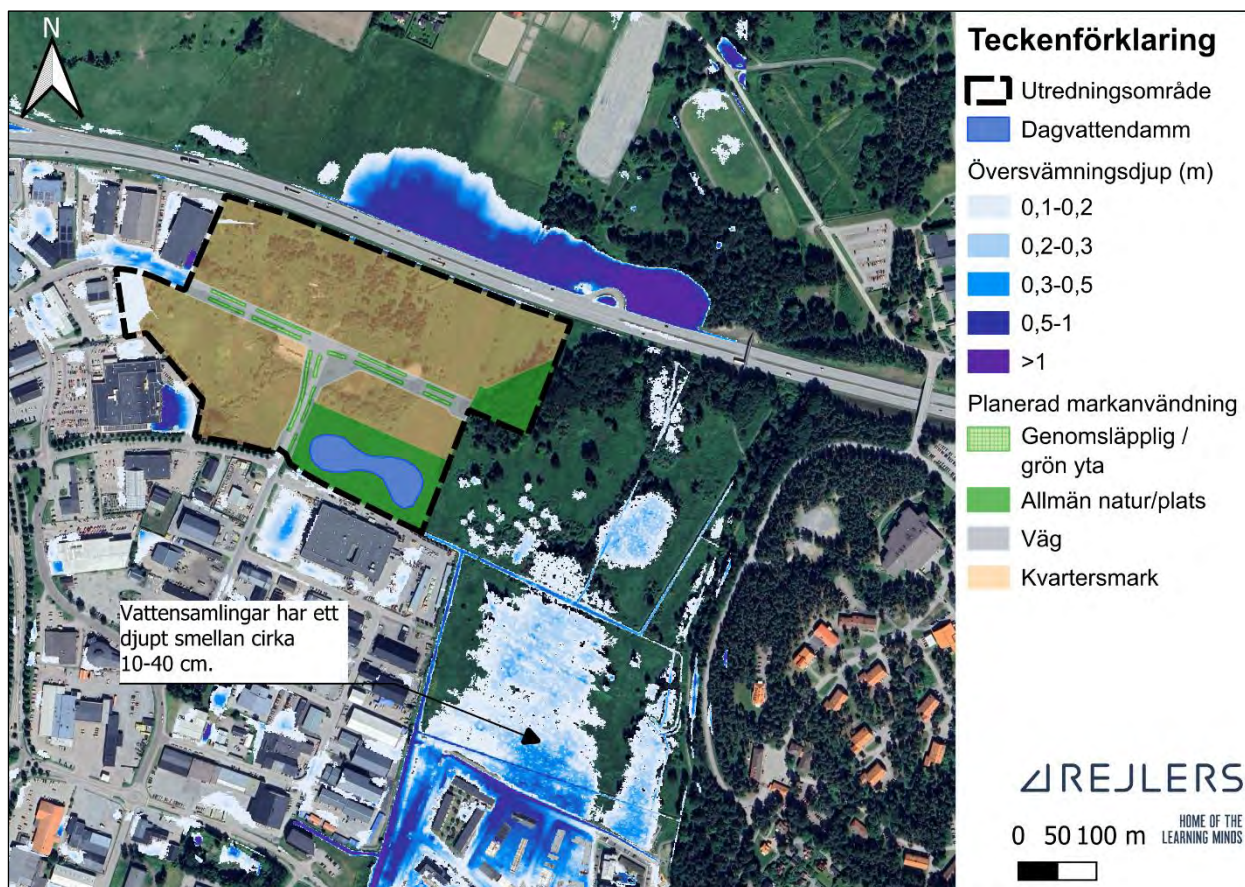 N
Vattensamlingar har ett
djupt smellan cirka
10-40 cm.
Teckenförklaring
Utredningsområde
Dagvattendamm
Översvämningsdjup (m)
0,1-0,2
0,2-0,3
0,3-0,5
0,5-1
>1
Planerad markanvändning
Genomsläpplig /
grön yta
Allmän natur/plats
Väg
Kvartersmark
REJLERS
HOME OF THE
LEARNING MINDS
0 50 100 m